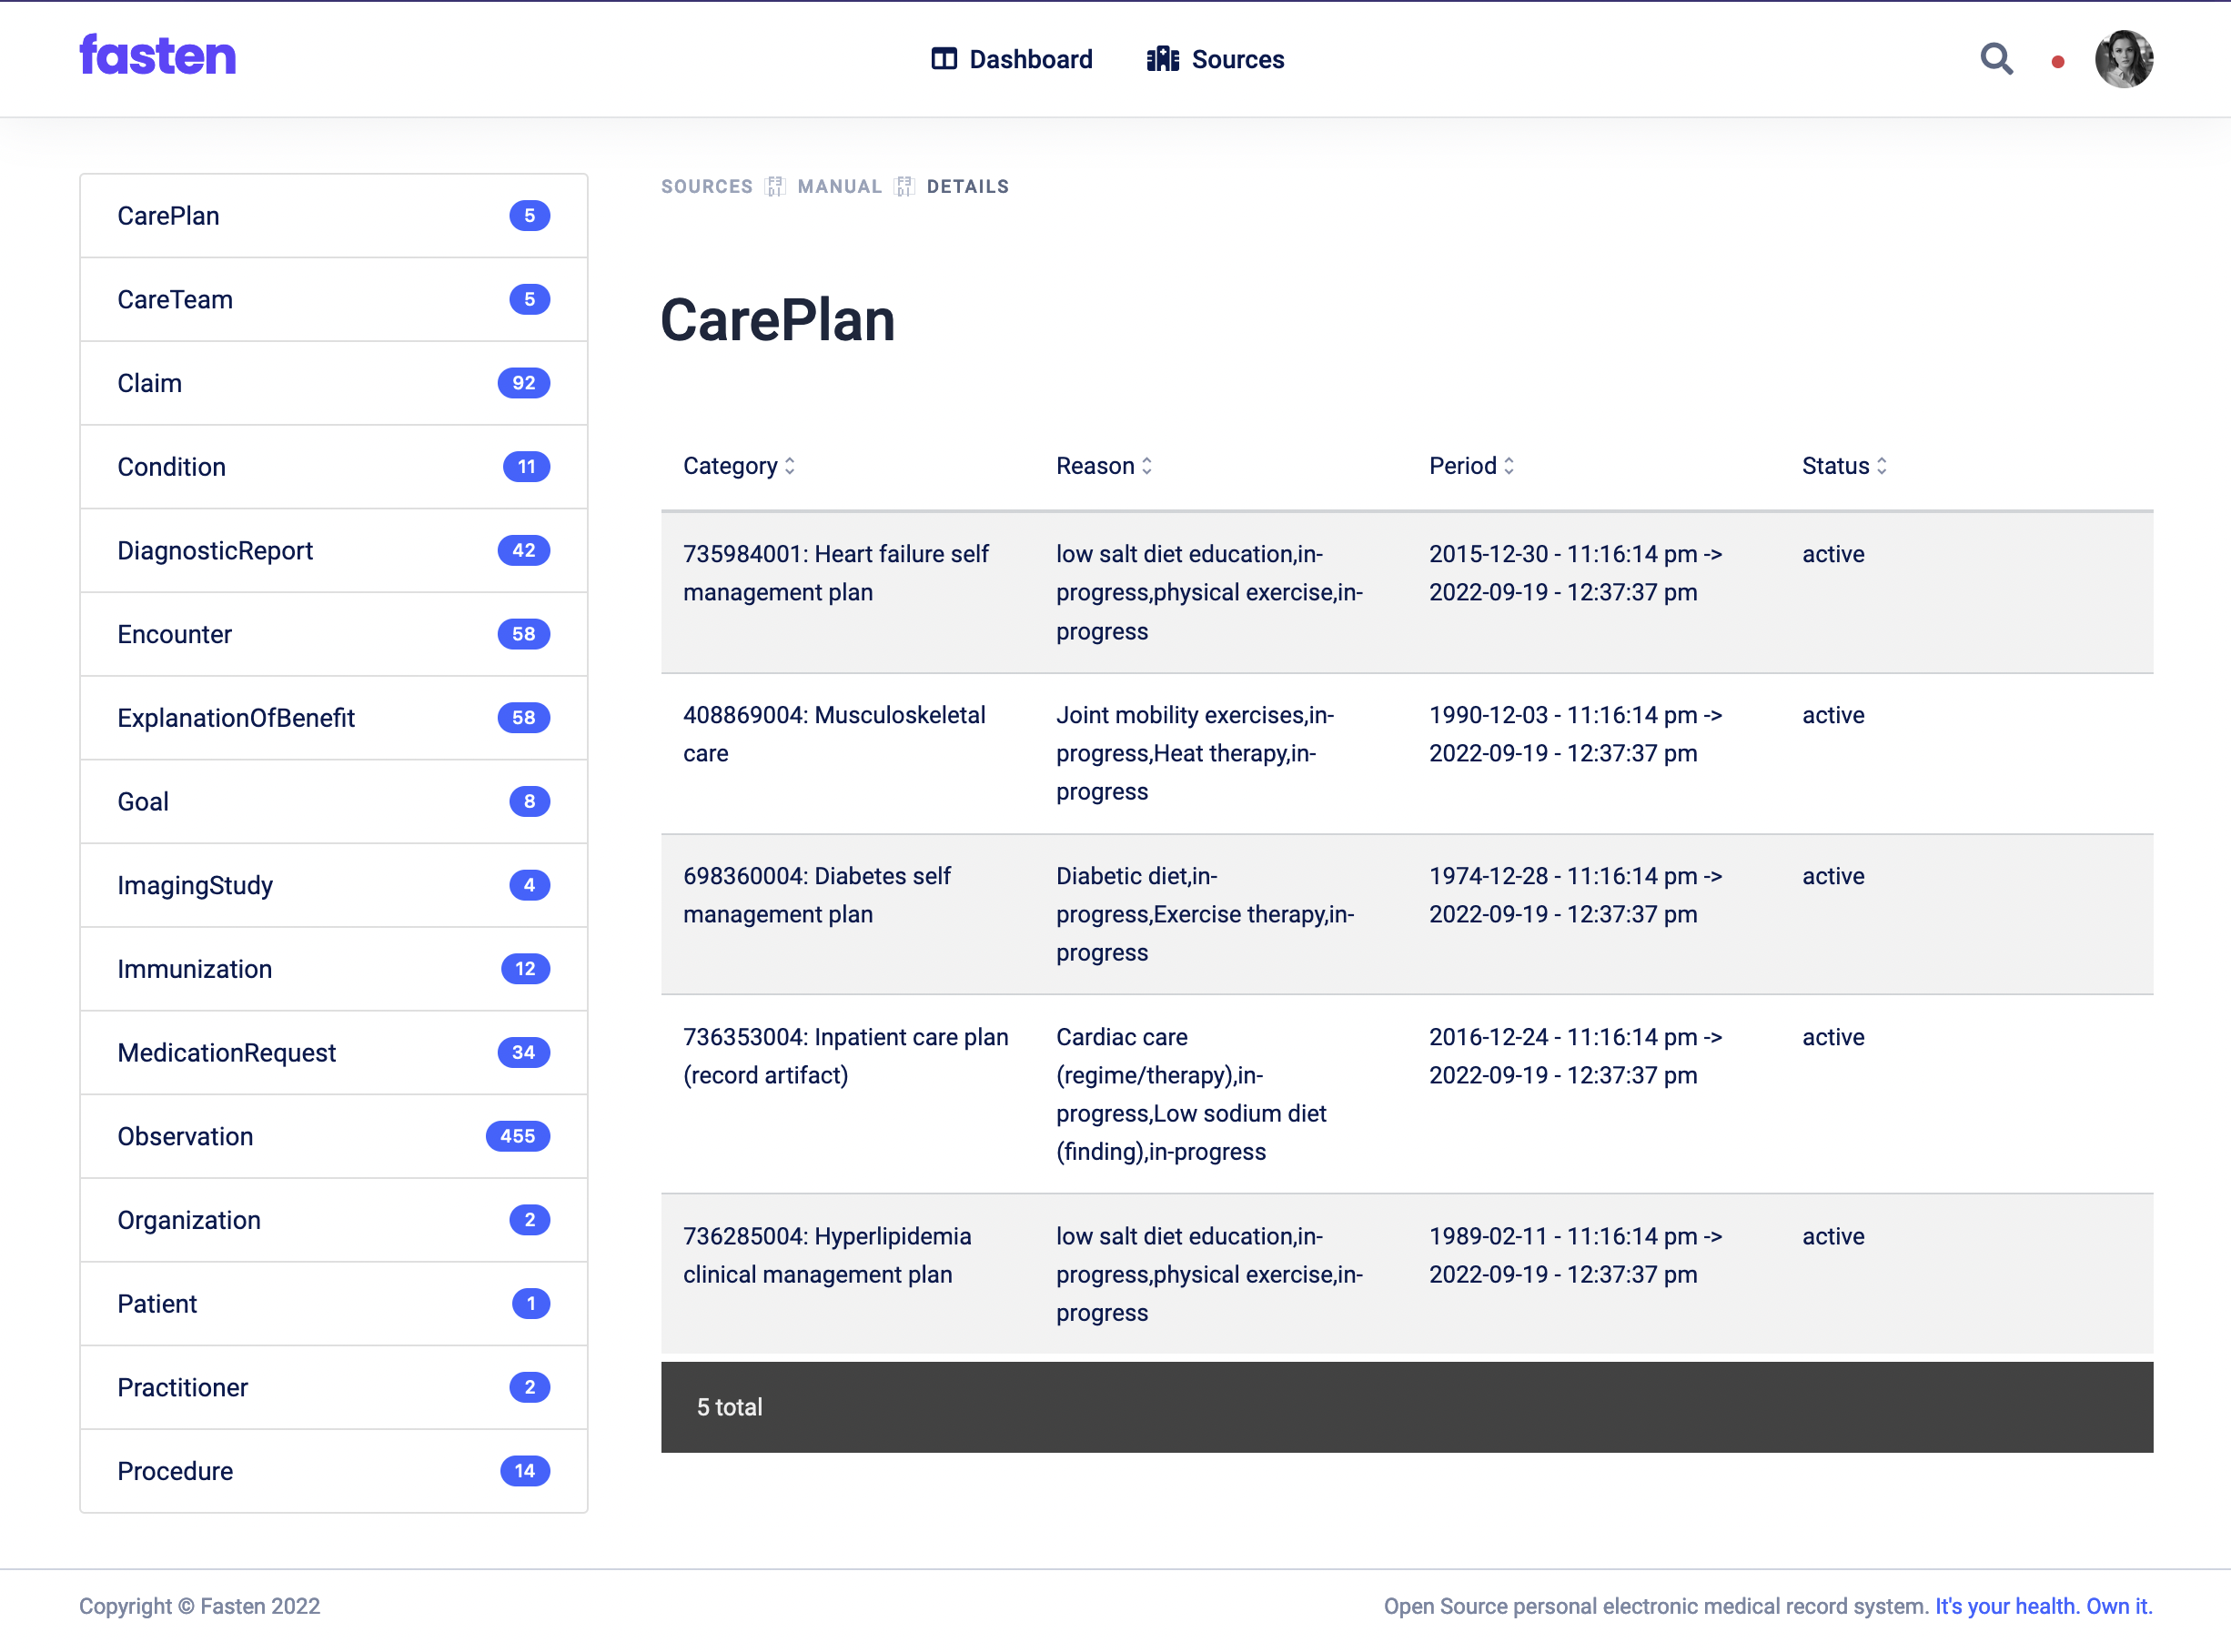 fasten
Dashboard
Sources
CarePlan 5
CareTeam 5
Claim 92
Condition 11
DiagnosticReport 42
Encounter 58
ExplanationOfBenefit 58
Goal 8
ImagingStudy 4
Immunization 12
MedicationRequest 34
Observation 455
Organization 2
Patient 1
Practitioner 2
Procedure 14
SOURCES MANUAL DETAILS
CarePlan
Category Reason Period Status
735984001: Heart failure self
management plan
low salt diet education,in-
progress,physical exercise,in-
progress
2015-12-30 - 11:16:14 pm ->
2022-09-19 - 12:37:37 pm
active
408869004: Musculoskeletal
care
Joint mobility exercises,in-
progress,Heat therapy,in-
progress
1990-12-03 - 11:16:14 pm ->
2022-09-19 - 12:37:37 pm
active
698360004: Diabetes self
management plan
Diabetic diet,in-
progress,Exercise therapy,in-
progress
1974-12-28 - 11:16:14 pm ->
2022-09-19 - 12:37:37 pm
active
736353004: Inpatient care plan
(record artifact)
Cardiac care
(regime/therapy),in-
progress,Low sodium diet
(finding),in-progress
2016-12-24 - 11:16:14 pm ->
2022-09-19 - 12:37:37 pm
active
736285004: Hyperlipidemia
clinical management plan
low salt diet education,in-
progress,physical exercise,in-
progress
1989-02-11 - 11:16:14 pm ->
2022-09-19 - 12:37:37 pm
active
5 total
Copyright © Fasten 2022
Open Source personal electronic medical record system. It's your health. Own it.